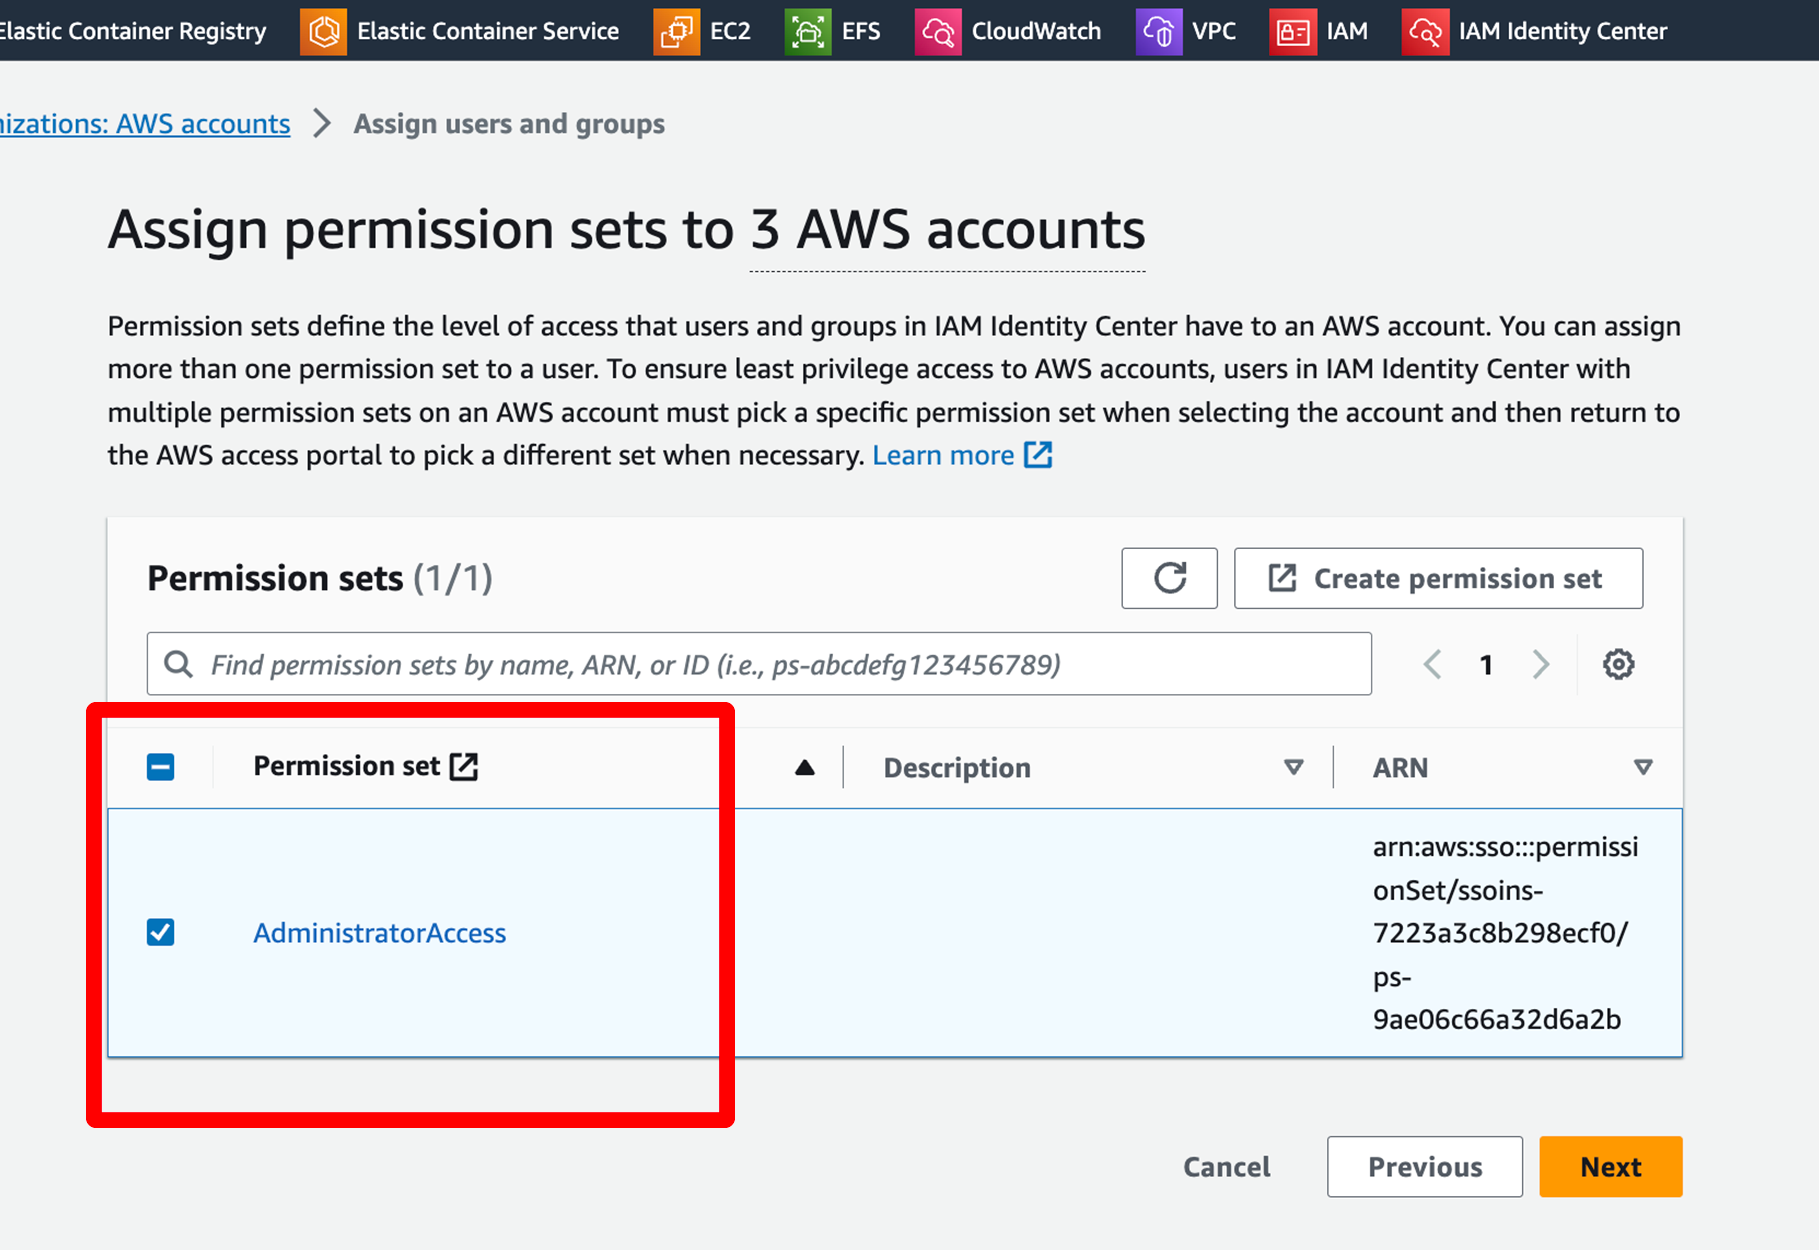 Elastic Container Registry Elastic Container Service EC2 EFS CloudWatch VPC IAM IAM Identity Center
nizations: AWS accounts Assign users and groups
Assign permission sets to 3 AWS accounts
Permission sets define the level of access that users and groups in IAM Identity Center have to an AWS account. You can assign
more than one permission set to a user. To ensure least privilege access to AWS accounts, users in IAM Identity Center with
multiple permission sets on an AWS account must pick a specific permission set when selecting the account and then return to
the AWS access portal to pick a different set when necessary. Learn more
Permission sets (1/1) Create permission set
Find permission sets by name, ARN, or ID (i.e., ps-abcdefg123456789) 1
Permission set Description ARN
AdministratorAccess
arn:aws:sso:::permissi
onSet/ssoins-
7223a3c8b298ecf0/
ps-
9ae06c66a32d6a2b
Cancel Previous Next